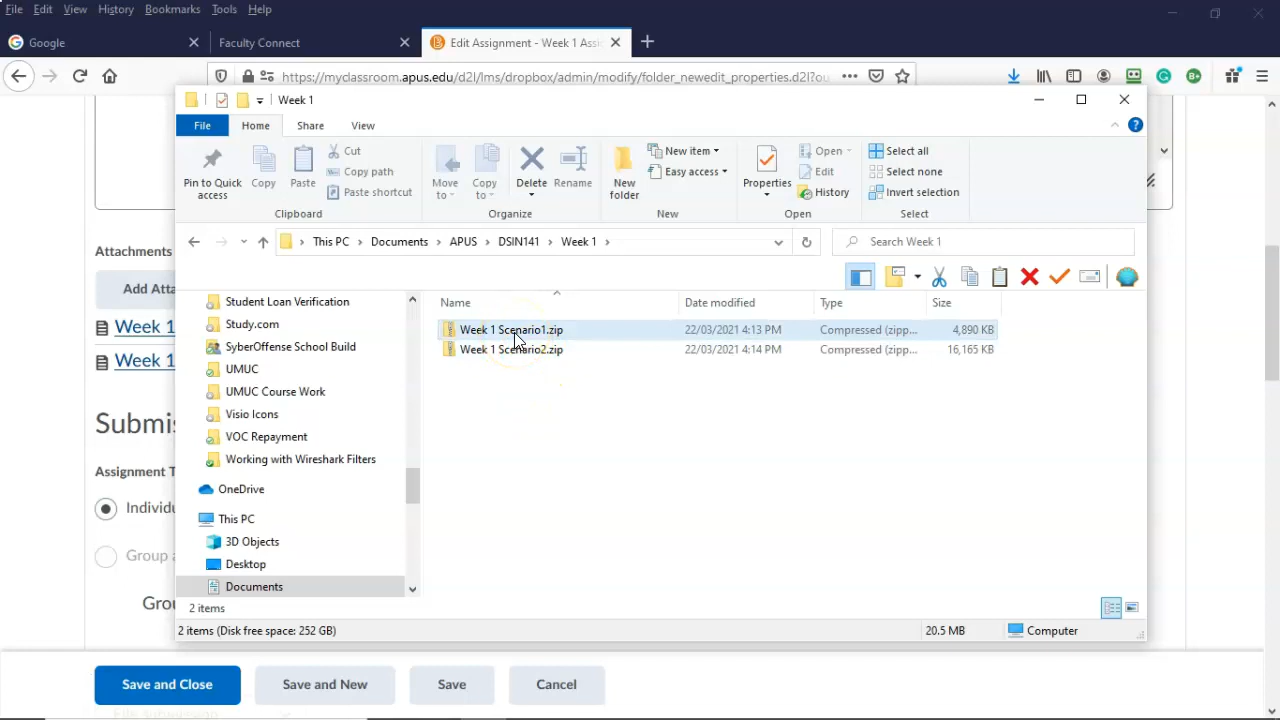 File Edit View History Bookmarks Tools Help
Google Faculty Connect Edit Assignment - Week 1 Assig
https://myclassroom.apus.edu/d2l/lms/dropbox/admin/modify/folder_newedit_properties.d2l?ou
Week 1
File Home Share View
Pin to Quick access
Copy
Paste
Cut
Copy path
Paste shortcut
Clipboard
Move to
Copy to
Delete
Rename
Organize
New folder
New item
Easy access
New
Properties
Open
Edit
History
Open
Select all
Select none
Invert selection
Select
This PC Documents APUS DSIN141 Week 1
Search Week 1
Attachments
Add Atta
Week 1
Week 1
Submis
Assignment T
Individ
Group a
Grou
Student Loan Verification
Study.com
SyberOffense School Build
UMUC
UMUC Course Work
Visio Icons
VOC Repayment
Working with Wireshark Filters
OneDrive
This PC
3D Objects
Desktop
Documents
Name Date modified Type Size
Week 1 Scenario1.zip 22/03/2021 4:13 PM Compressed (zipp... 4,890 KB
Week 1 Scenario2.zip 22/03/2021 4:14 PM Compressed (zipp... 16,165 KB
2 items
2 items (Disk free space: 252 GB) 20.5 MB Computer
Save and Close Save and New Save Cancel